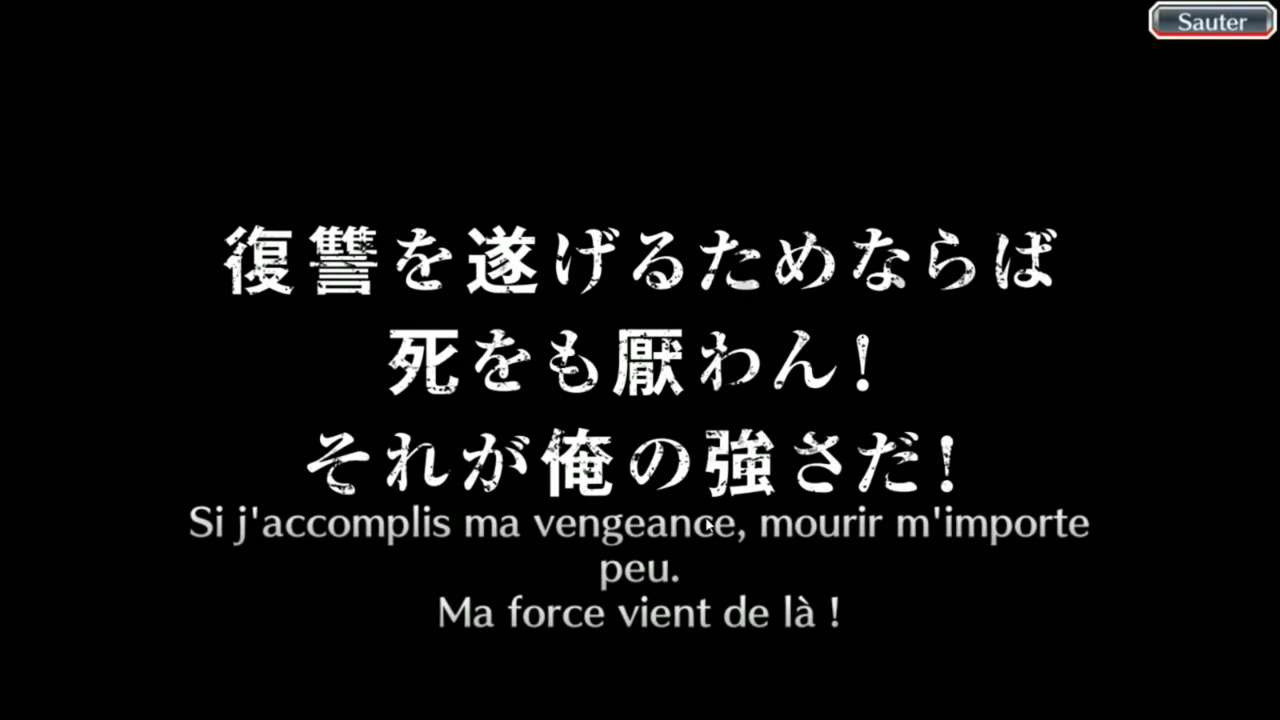 Sauter
復讐を遂げるためならば
死をも厭わん!
それが俺の強さだ!
Si j'accomplis ma vengeance, mourir m'importe
peu.
Ma force vient de là !